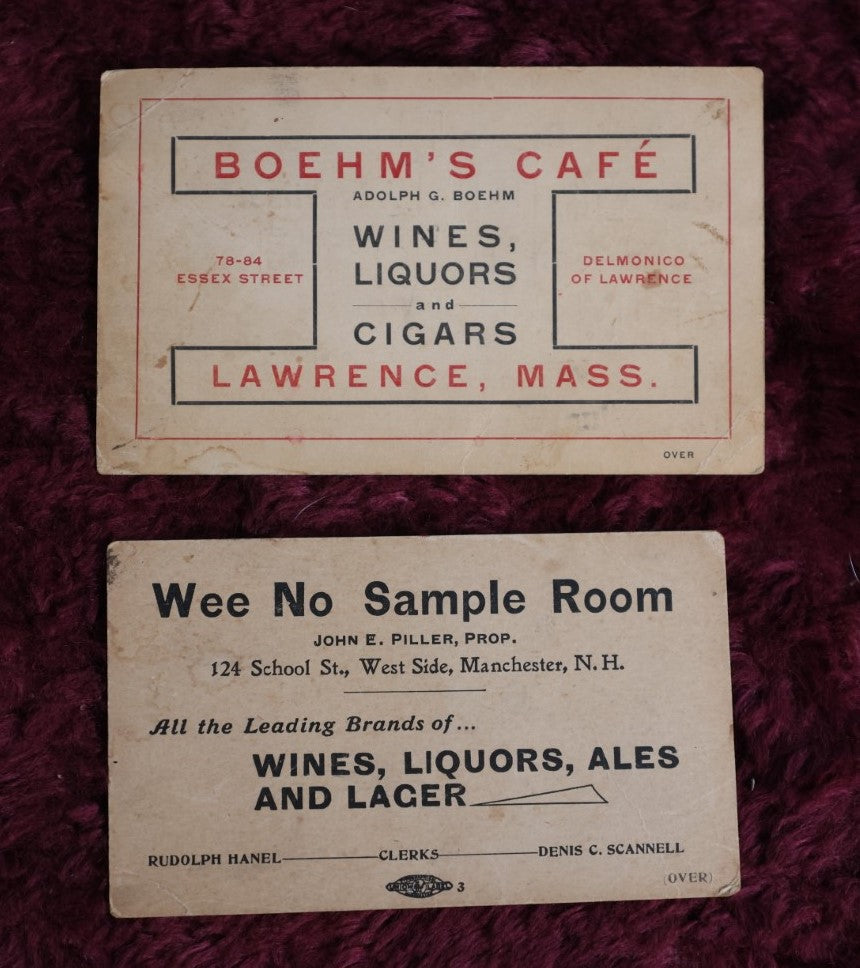 BOEHM'S CAFÉ
ADOLPH G. BOEHM
WINES,
LIQUORS
and
CIGARS
78-84
ESSEX STREET
DELMONICO
OF LAWRENCE
LAWRENCE, MASS.
OVER
Wee No Sample Room
JOHN E. PILLER, PROP.
124 School St., West Side, Manchester, N. H.
All the Leading Brands of...
WINES, LIQUORS, ALES
AND LAGER
RUDOLPH HANEL CLERKS DENIS C. SCANNELL
UNION LABEL 3
(OVER)